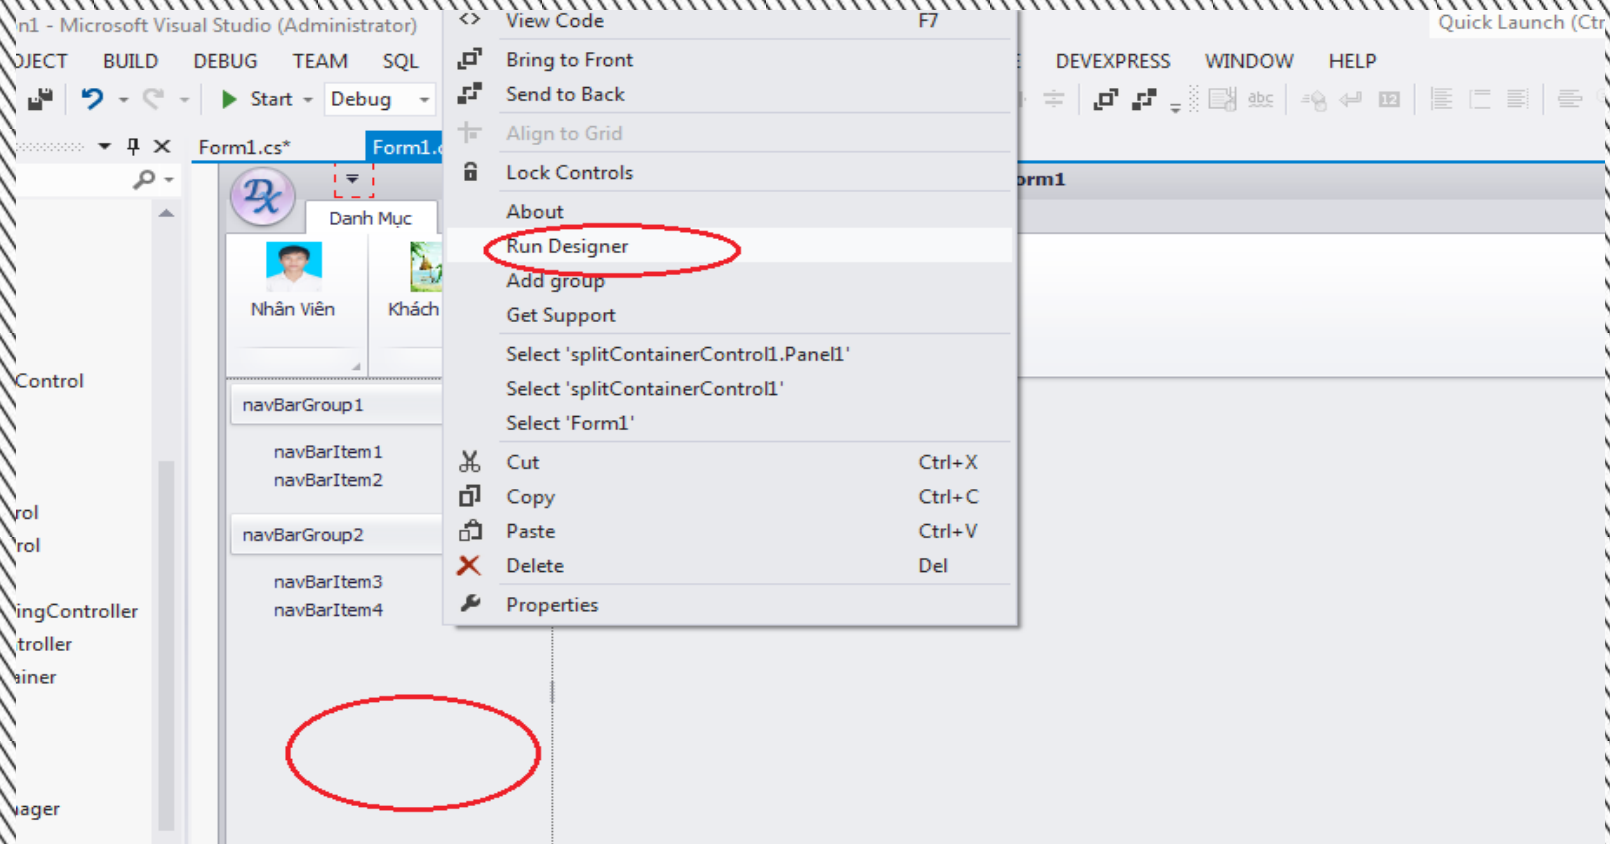 n1 - Microsoft Visual Studio (Administrator)
Quick Launch (Ctr
OJECT BUILD DEBUG TEAM SQL
DEVEXPRESS WINDOW HELP
Start Debug
abc
12
Form1.cs*
Form1.
orm1
DX
Danh Mục
Nhân Viên
Khách
navBarGroup1
navBarItem1
navBarItem2
navBarGroup2
navBarItem3
navBarItem4
Control
rol
rol
ingController
troller
ainer
ager
View Code F7
Bring to Front
Send to Back
Align to Grid
Lock Controls
About
Run Designer
Add group
Get Support
Select 'splitContainerControl1.Panel1'
Select 'splitContainerControl1'
Select 'Form1'
Cut Ctrl+X
Copy Ctrl+C
Paste Ctrl+V
Delete Del
Properties